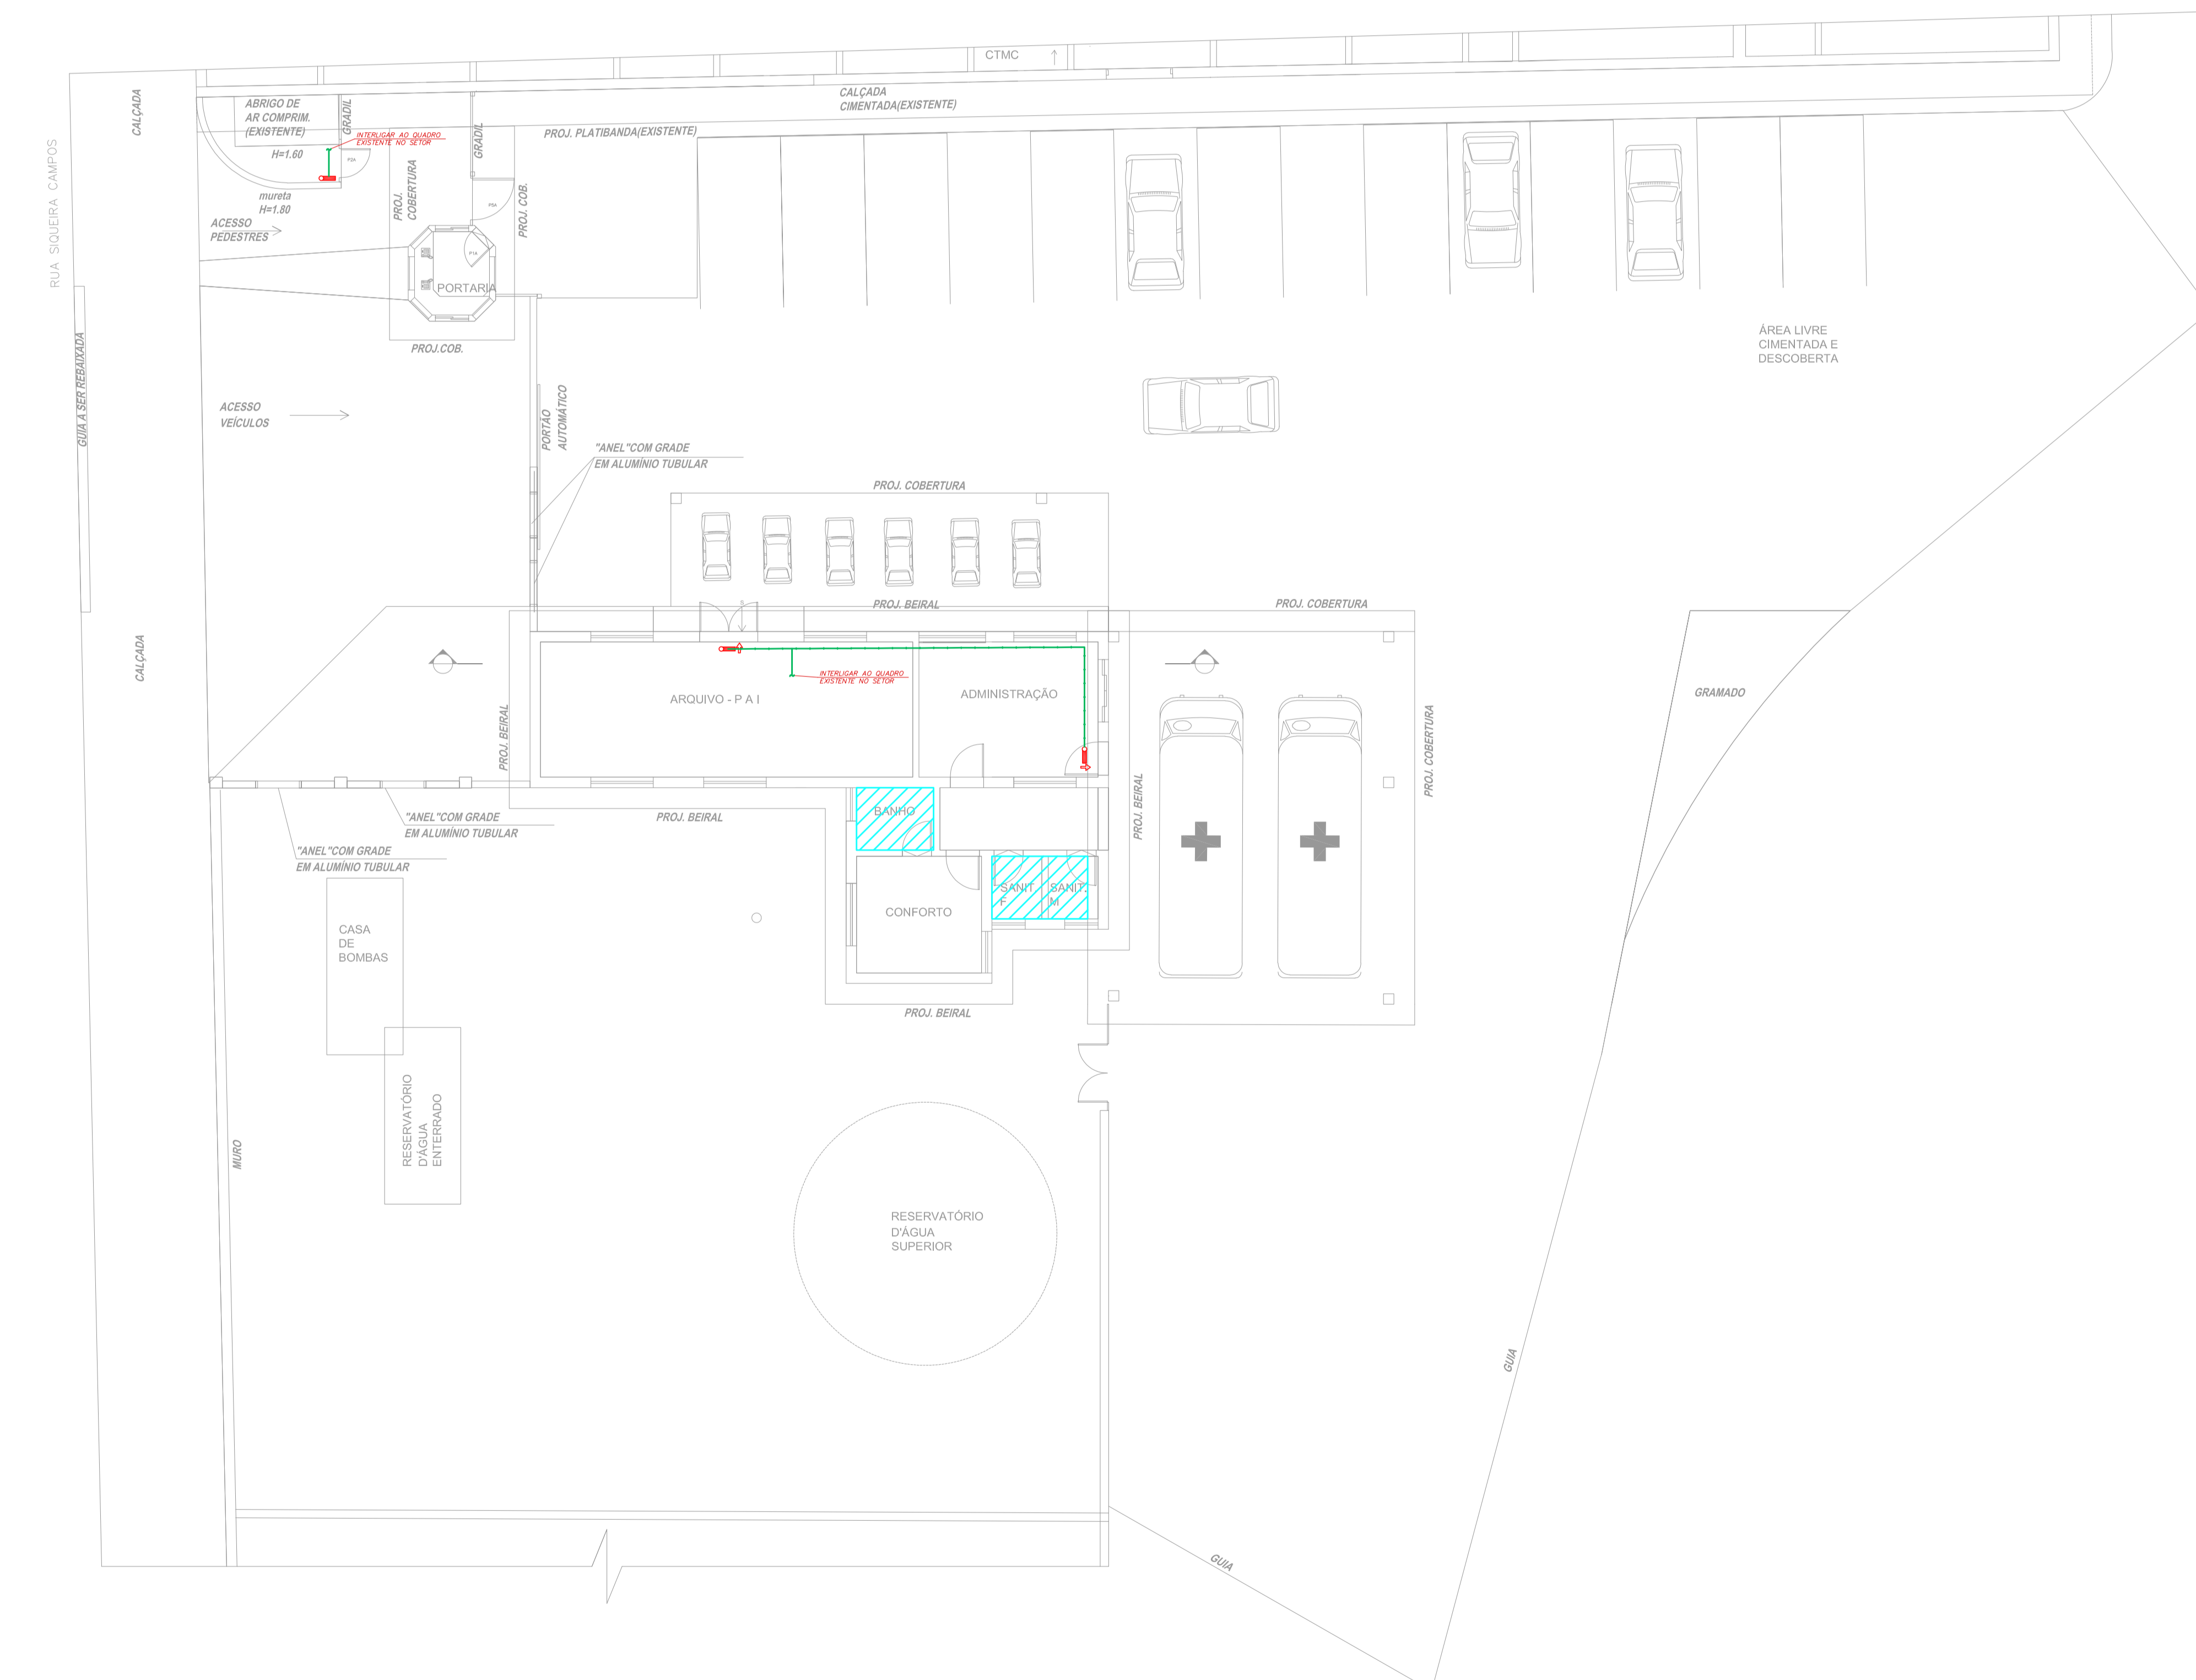 CTMC
CALÇADA
CIMENTADA(EXISTENTE)
CALÇADA
RUA SIQUEIRA CAMPOS
ABRIGO DE
AR COMPRIM.
(EXISTENTE)
H=1.60
GRADIL
INTERLIGAR AO QUADRO
EXISTENTE NO SETOR
P2A
GRADIL
PROJ. PLATIBANDA(EXISTENTE)
mureta
H=1.80
PROJ.
COBERTURA
P5A
PROJ. COB.
ACESSO
PEDESTRES
P1A
PORTARIA
PROJ.COB.
GUIA A SER REBAIXADA
ÁREA LIVRE
CIMENTADA E
DESCOBERTA
ACESSO
VEÍCULOS
PORTÃO
AUTOMÁTICO
"ANEL"COM GRADE
EM ALUMÍNIO TUBULAR
PROJ. COBERTURA
S
PROJ. BEIRAL
PROJ. COBERTURA
CALÇADA
INTERLIGAR AO QUADRO
EXISTENTE NO SETOR
ARQUIVO - P A I
ADMINISTRAÇÃO
GRAMADO
PROJ. BEIRAL
PROJ. COBERTURA
PROJ. BEIRAL
BANHO
"ANEL"COM GRADE
EM ALUMÍNIO TUBULAR
PROJ. BEIRAL
"ANEL"COM GRADE
EM ALUMÍNIO TUBULAR
SANIT
F
SANIT.
M
CONFORTO
CASA
DE
BOMBAS
PROJ. BEIRAL
RESERVATÓRIO
D'ÁGUA
ENTERRADO
MURO
RESERVATÓRIO
D'ÁGUA
SUPERIOR
GUIA
GUIA